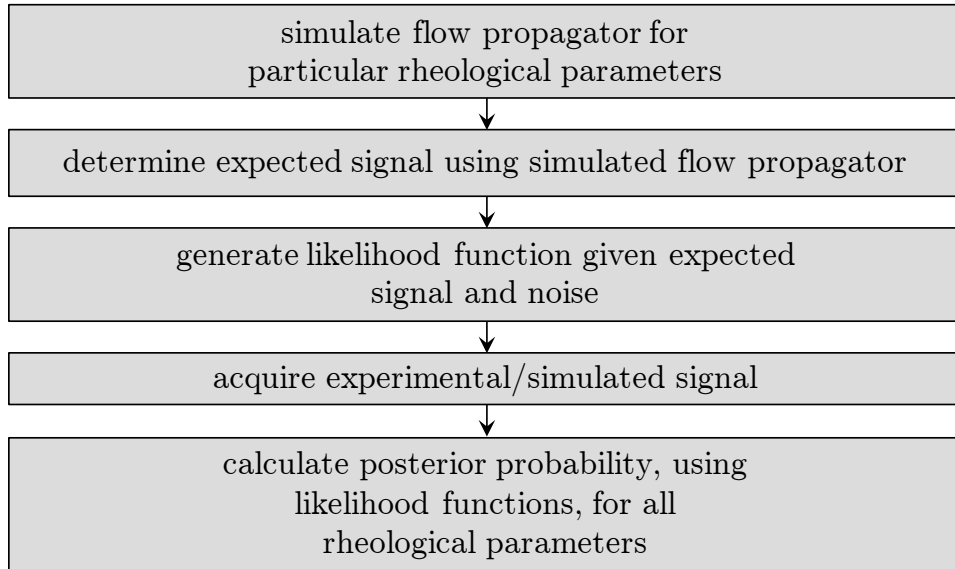 simulate flow propagator for
particular rheological parameters
determine expected signal using simulated flow propagator
generate likelihood function given expected
signal and noise
acquire experimental/simulated signal
calculate posterior probability, using
likelihood functions, for all
rheological parameters